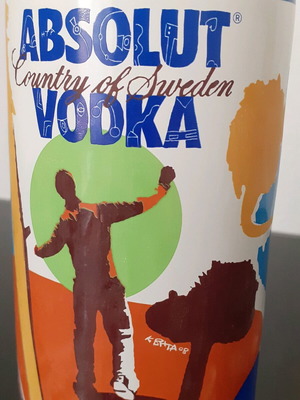 ABSOLUT®
Country of Sweden
VODKA